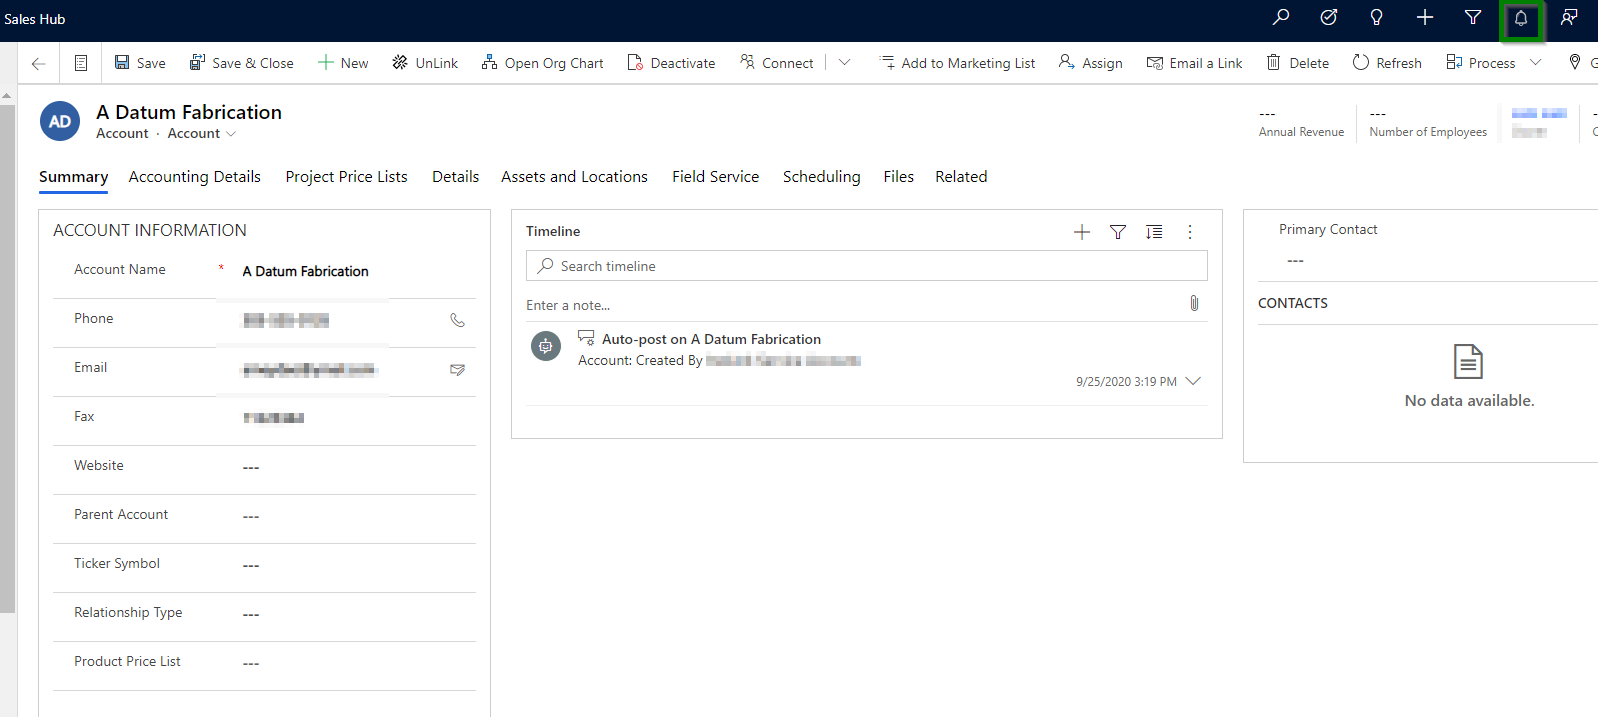 Sales Hub
Save
Save & Close
New
UnLink
Open Org Chart
Deactivate
Connect
Add to Marketing List
Assign
Email a Link
Delete
Refresh
Process
AD
A Datum Fabrication
Account · Account
---
Annual Revenue
---
Number of Employees
Summary
Accounting Details
Project Price Lists
Details
Assets and Locations
Field Service
Scheduling
Files
Related
ACCOUNT INFORMATION
Account Name * A Datum Fabrication
Phone
Email
Fax
Website ---
Parent Account ---
Ticker Symbol ---
Relationship Type ---
Product Price List ---
Timeline
Search timeline
Enter a note...
Auto-post on A Datum Fabrication
Account: Created By
9/25/2020 3:19 PM
Primary Contact
---
CONTACTS
No data available.